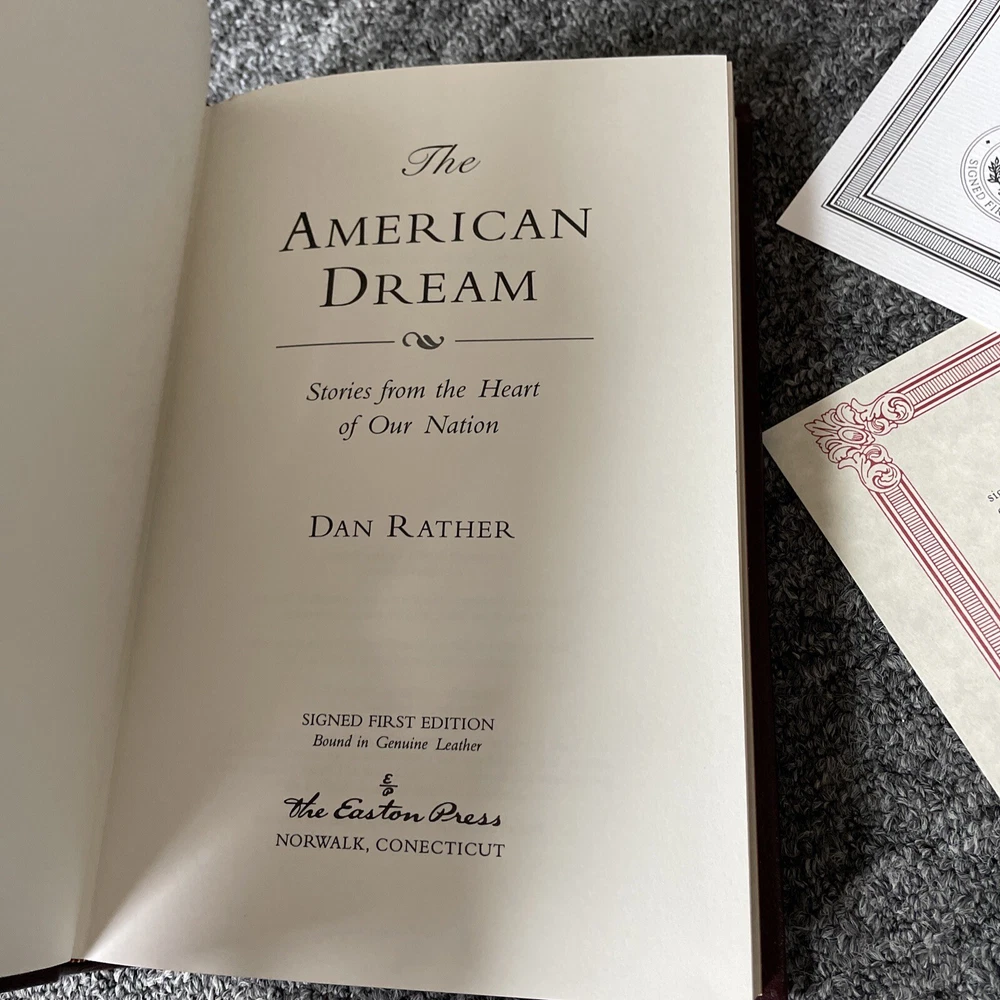 The
AMERICAN
DREAM
Stories from the Heart
of Our Nation
DAN RATHER
SIGNED FIRST EDITION
Bound in Genuine Leather
E
P
The Easton Press
NORWALK, CONECTICUT
SIGNED